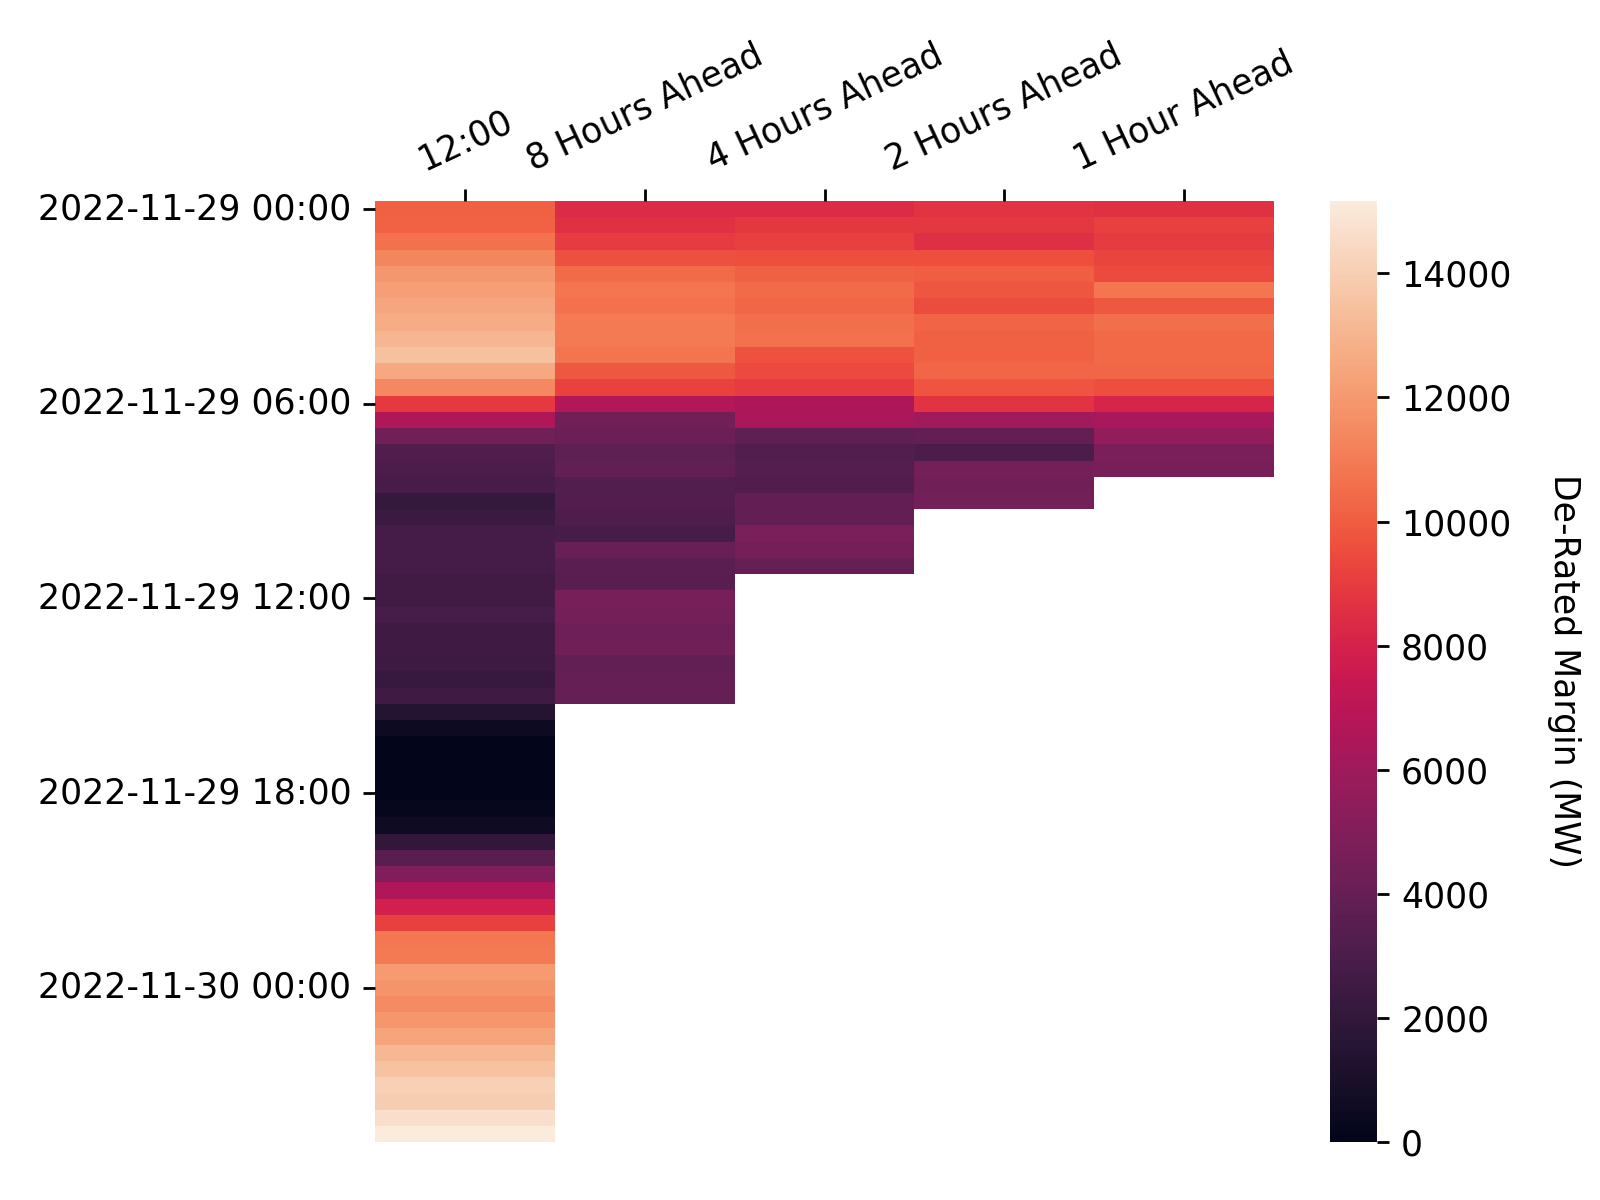 12:00
8 Hours Ahead
4 Hours Ahead
2 Hours Ahead
1 Hour Ahead
2022-11-29 00:00
2022-11-29 06:00
2022-11-29 12:00
2022-11-29 18:00
2022-11-30 00:00
14000
12000
10000
8000
6000
4000
2000
0
De-Rated Margin (MW)